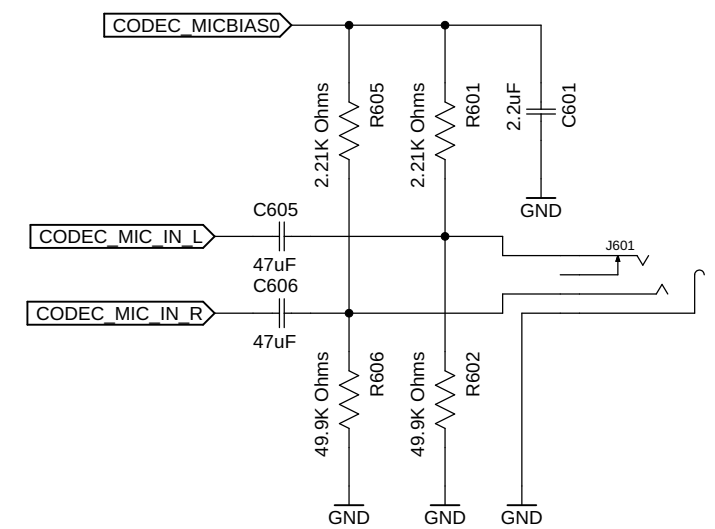 CODEC_MICBIAS0
2.21K Ohms
R605
2.21K Ohms
R601
2.2uF
C601
GND
C605
CODEC_MIC_IN_L
47uF
J601
C606
CODEC_MIC_IN_R
47uF
49.9K Ohms
R606
49.9K Ohms
R602
GND
GND
GND